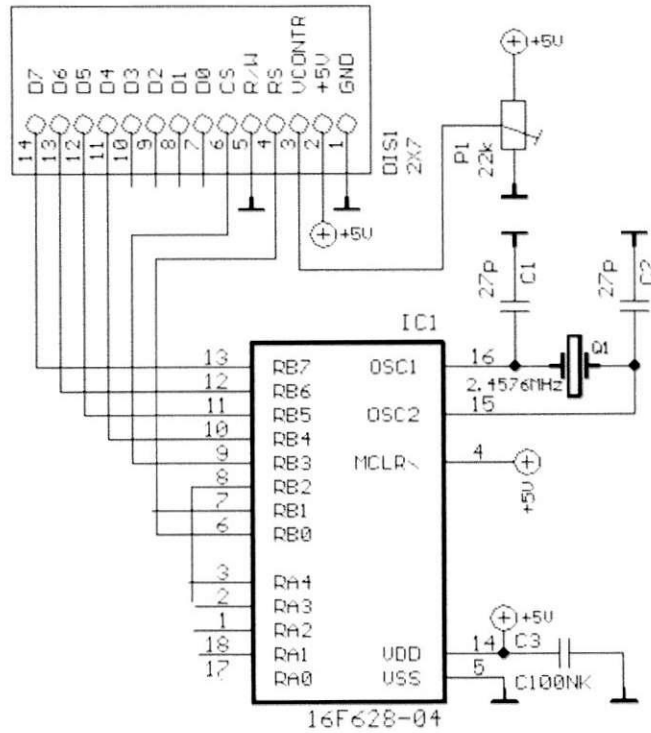 +5V
D7 D6 D5 D4 D3 D2 D1 D0 CS R/W RS VCONTR +5V GND
14 13 12 11 10 9 8 7 6 5 4 3 2 1
DIS1
2X7
P1
22k
+5V
27p
C1
27p
C2
IC1
13 RB7 OSC1 16
Q1
2.4576MHz
12 RB6
11 RB5 OSC2 15
10 RB4
9 RB3 MCLR\ 4
+5V
8 RB2
7 RB1
6 RB0
3 RA4
2 RA3
+5V
1 RA2
18 RA1 VDD 14
C3
17 RA0 VSS 5
C100NK
16F628-04